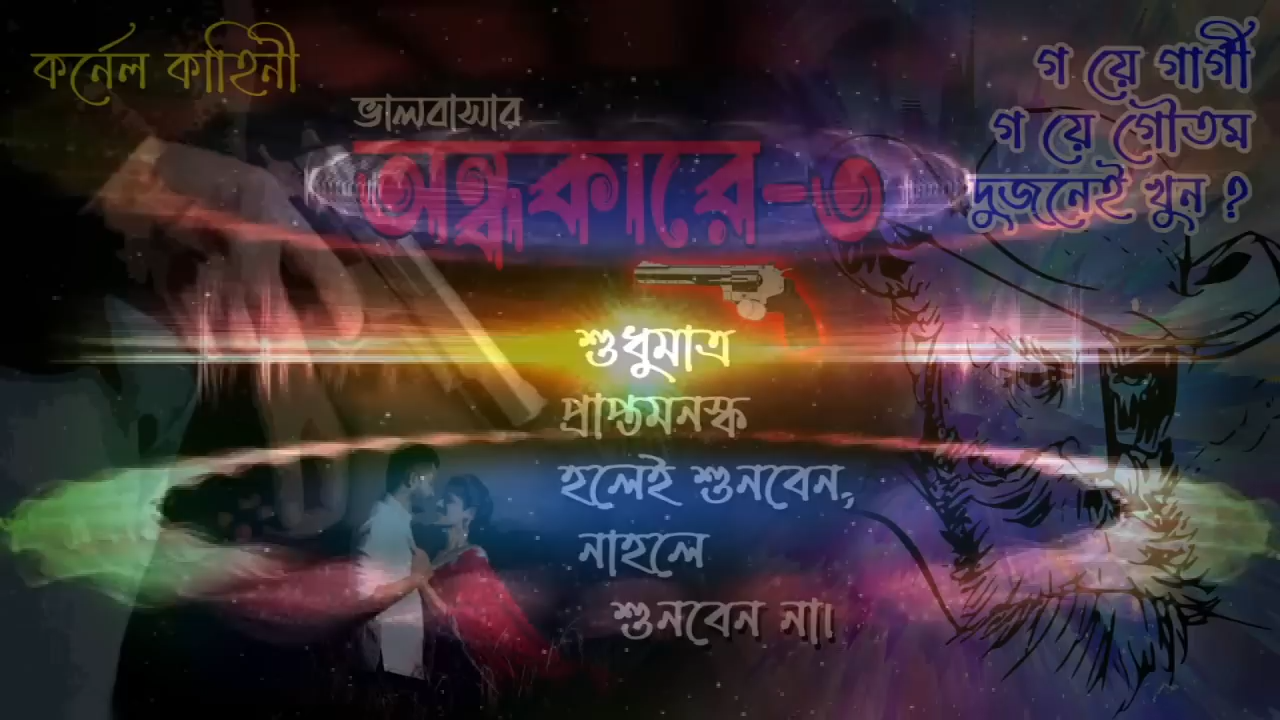 কর্নেল কাহিনী
ভালবাসার
অন্ধকারে-৩
গ য়ে গার্গী
গ য়ে গৌতম
দুজনেই খুন ?
শুধুমাত্র
প্রাপ্তমনস্ক
হলেই শুনবেন,
নাহলে
শুনবেন না।